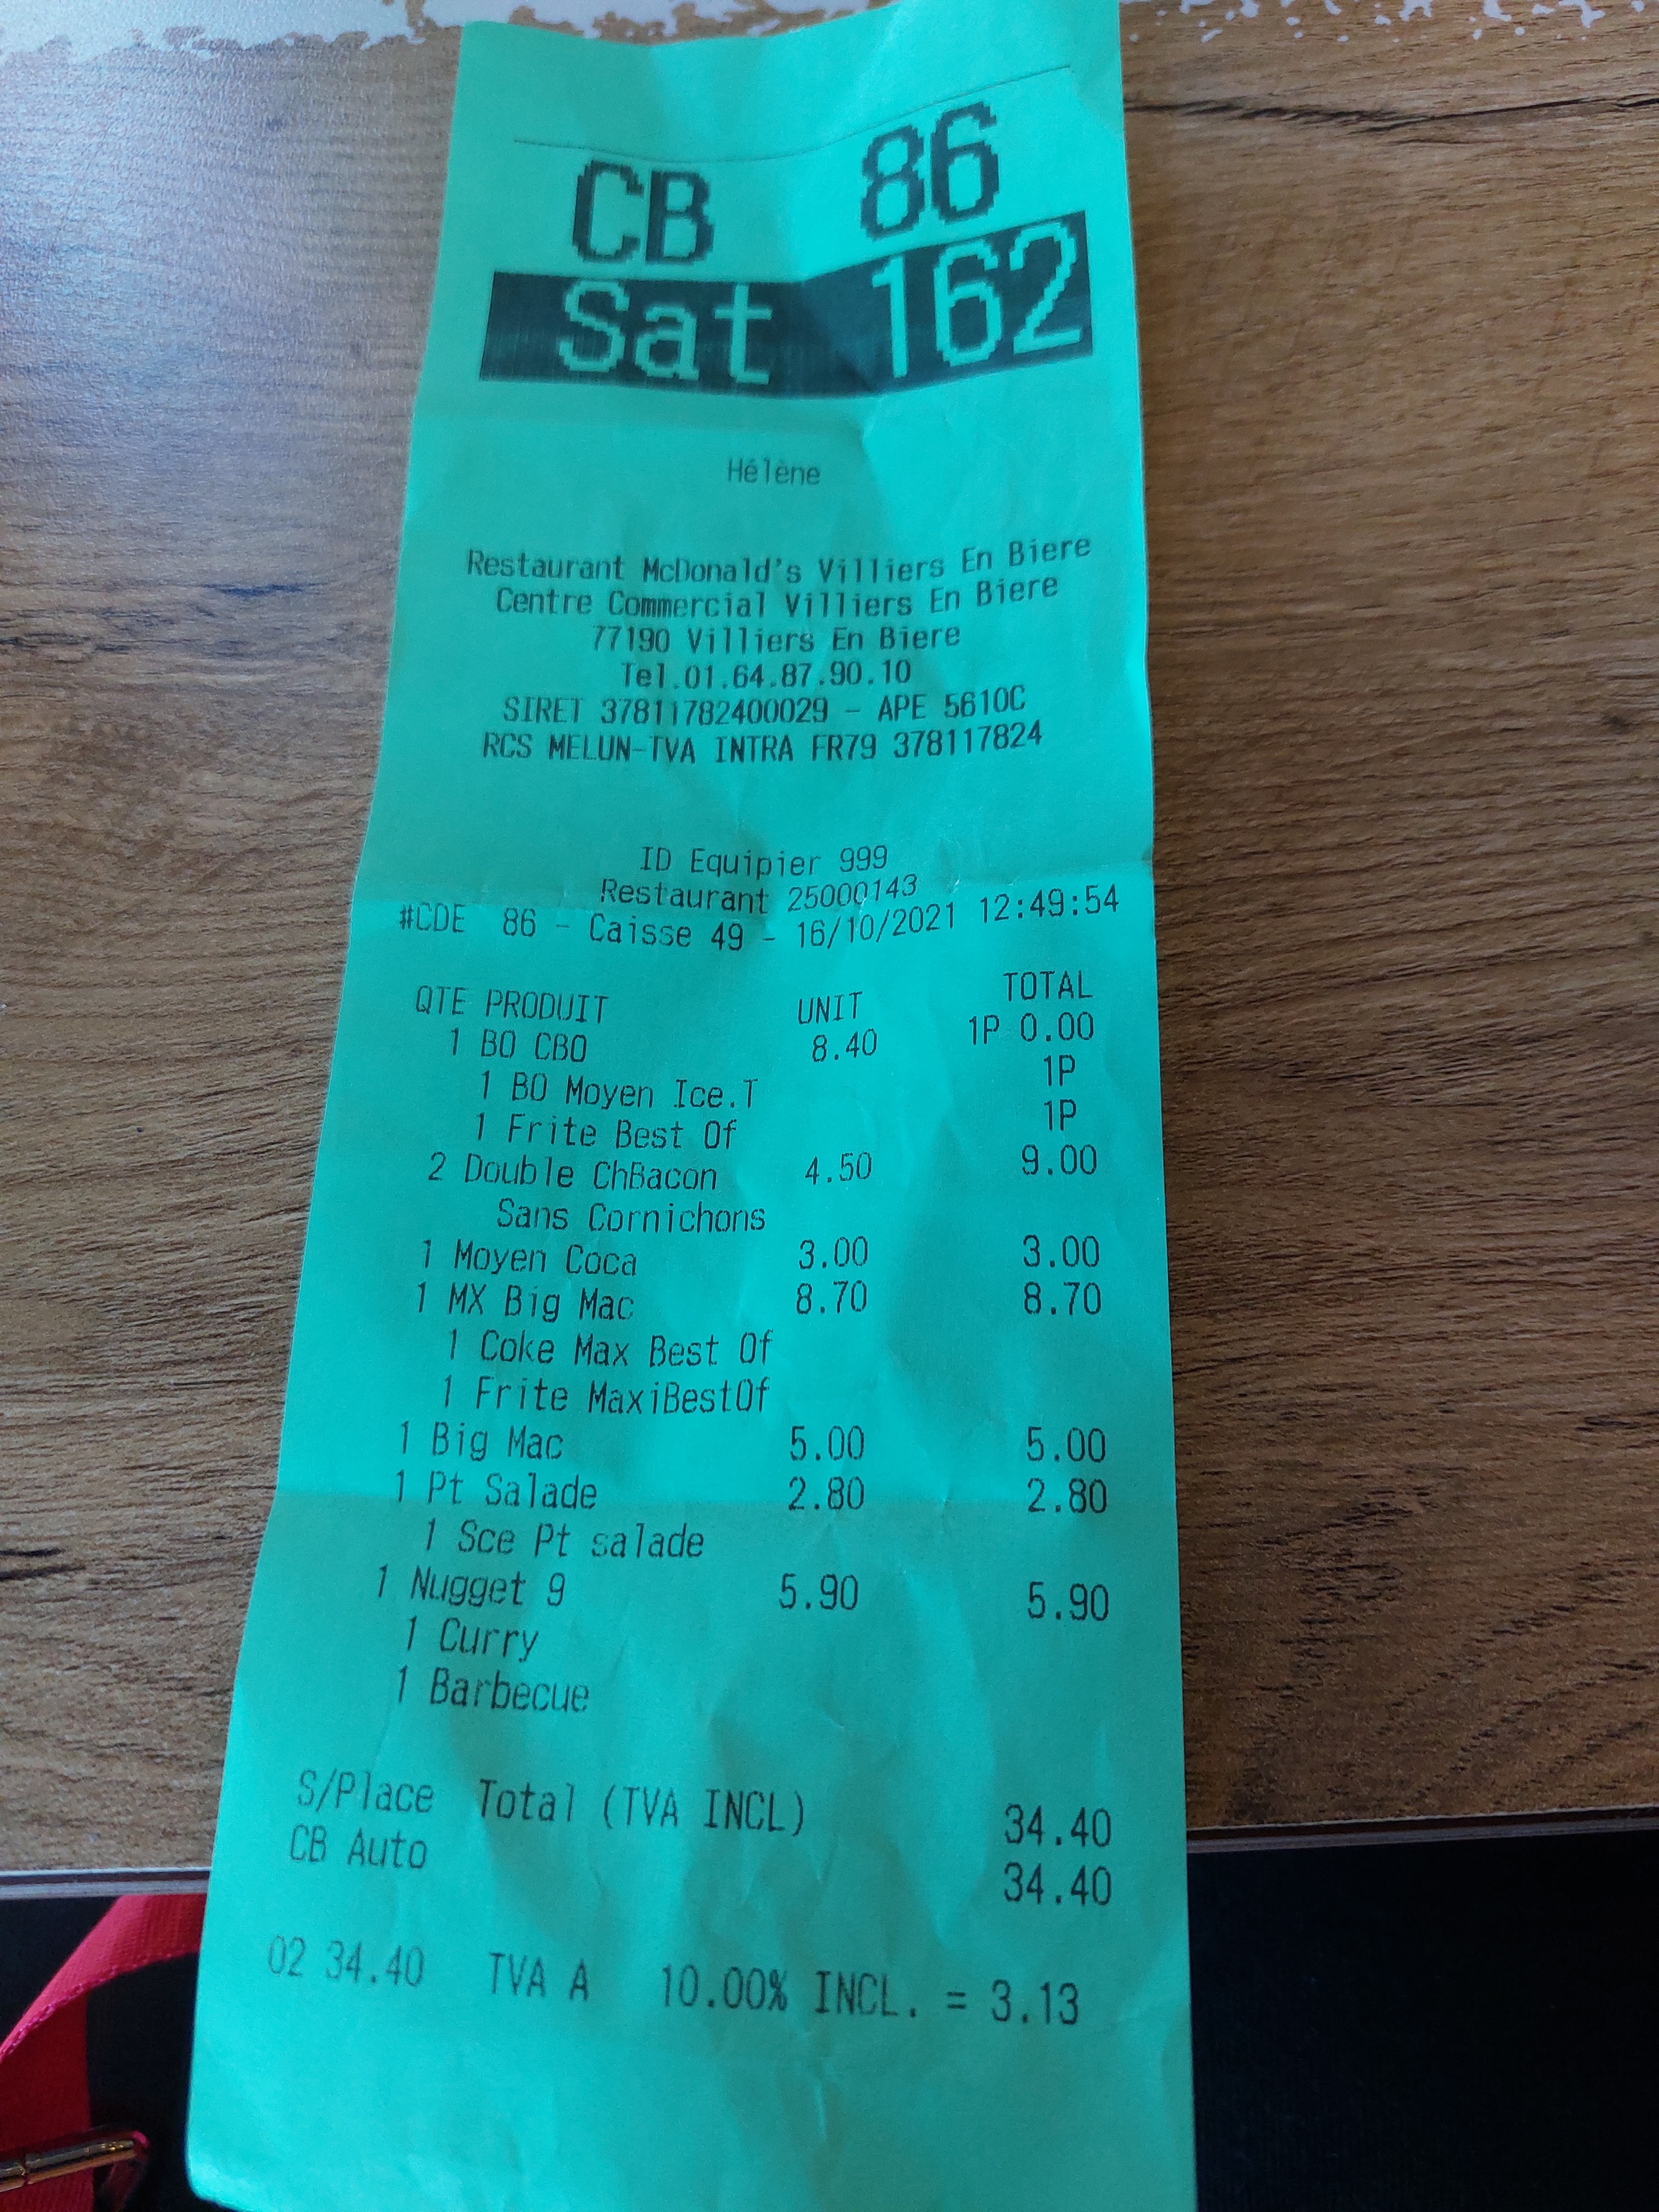 CB 86
Sat 162
Hélène
Restaurant McDonald's Villiers En Biere
Centre Commercial Villiers En Biere
77190 Villiers En Biere
Tel.01.64.87.90.10
SIRET 37811782400029 - APE 5610C
RCS MELUN-TVA INTRA FR79 378117824
ID Equipier 999
Restaurant 25000143
#CDE 86 - Caisse 49 - 16/10/2021 12:49:54
QTE PRODUIT UNIT TOTAL
1 BO CBO 8.40 1P 0.00
1 BO Moyen Ice.T 1P
1 Frite Best Of 1P
2 Double ChBacon 4.50 9.00
Sans Cornichons
1 Moyen Coca 3.00 3.00
1 MX Big Mac 8.70 8.70
1 Coke Max Best Of
1 Frite MaxiBestOf
1 Big Mac 5.00 5.00
1 Pt Salade 2.80 2.80
1 Sce Pt salade
1 Nugget 9 5.90 5.90
1 Curry
1 Barbecue
S/Place Total (TVA INCL) 34.40
CB Auto 34.40
02 34.40 TVA A 10.00% INCL. = 3.13